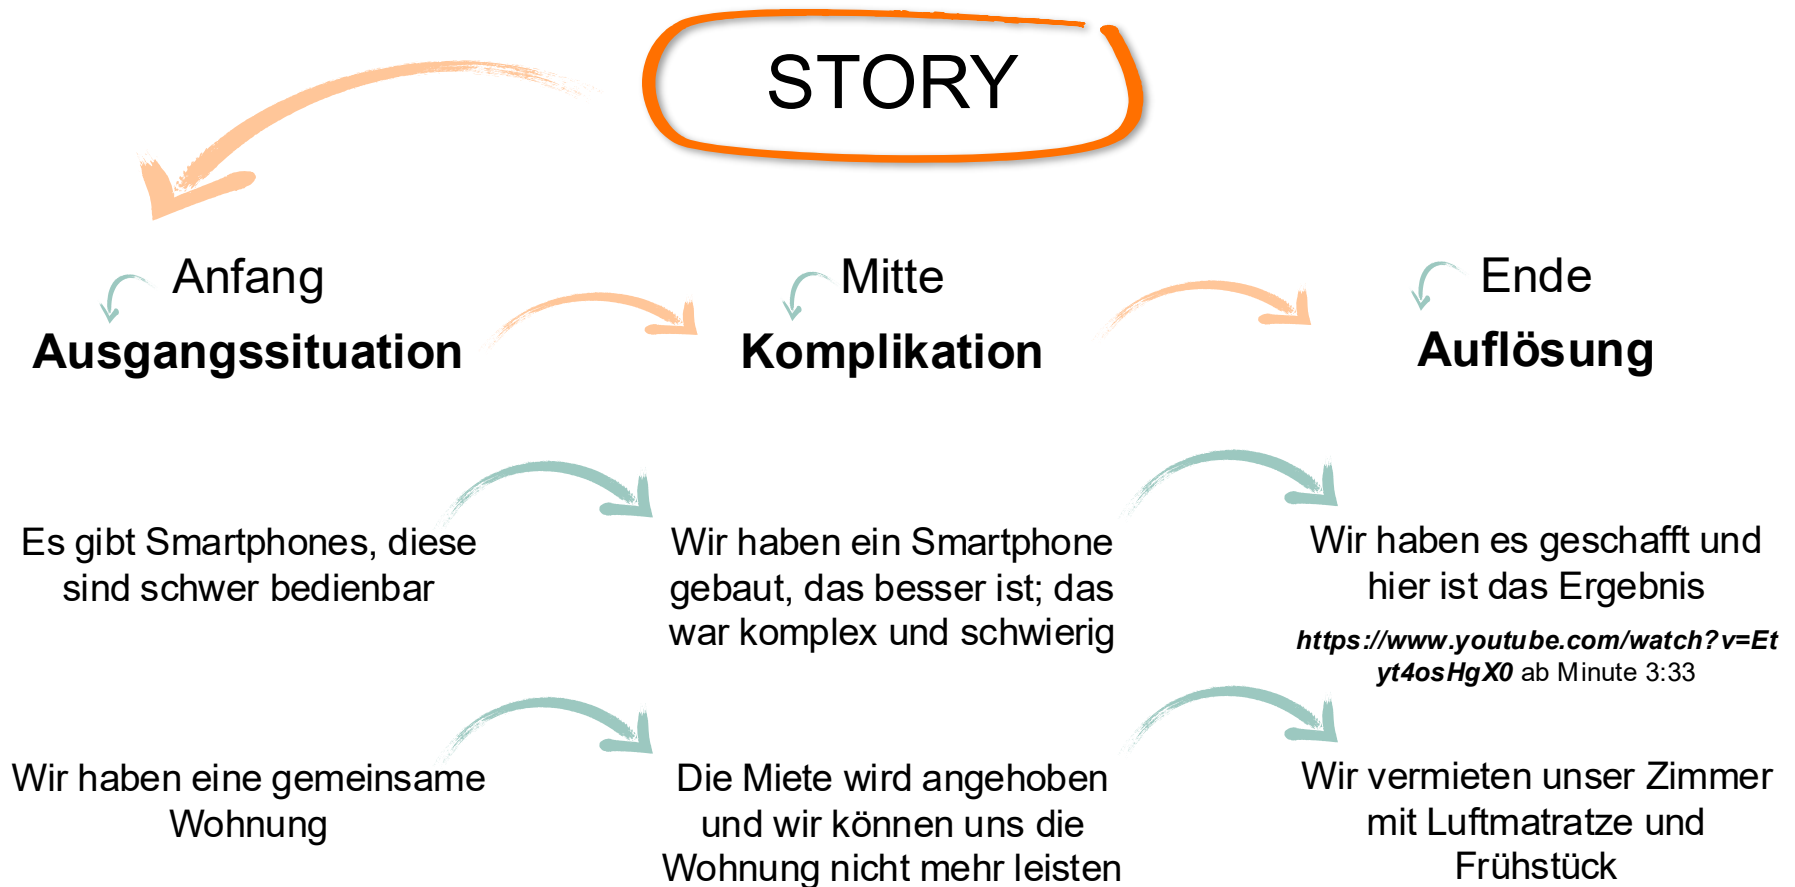 STORY
Anfang
Ausgangssituation
Mitte
Komplikation
Ende
Auflösung
Es gibt Smartphones, diese
sind schwer bedienbar
Wir haben ein Smartphone
gebaut, das besser ist; das
war komplex und schwierig
Wir haben es geschafft und
hier ist das Ergebnis
https://www.youtube.com/watch?v=Et
yt4osHgX0 ab Minute 3:33
Wir haben eine gemeinsame
Wohnung
Die Miete wird angehoben
und wir können uns die
Wohnung nicht mehr leisten
Wir vermieten unser Zimmer
mit Luftmatratze und
Frühstück